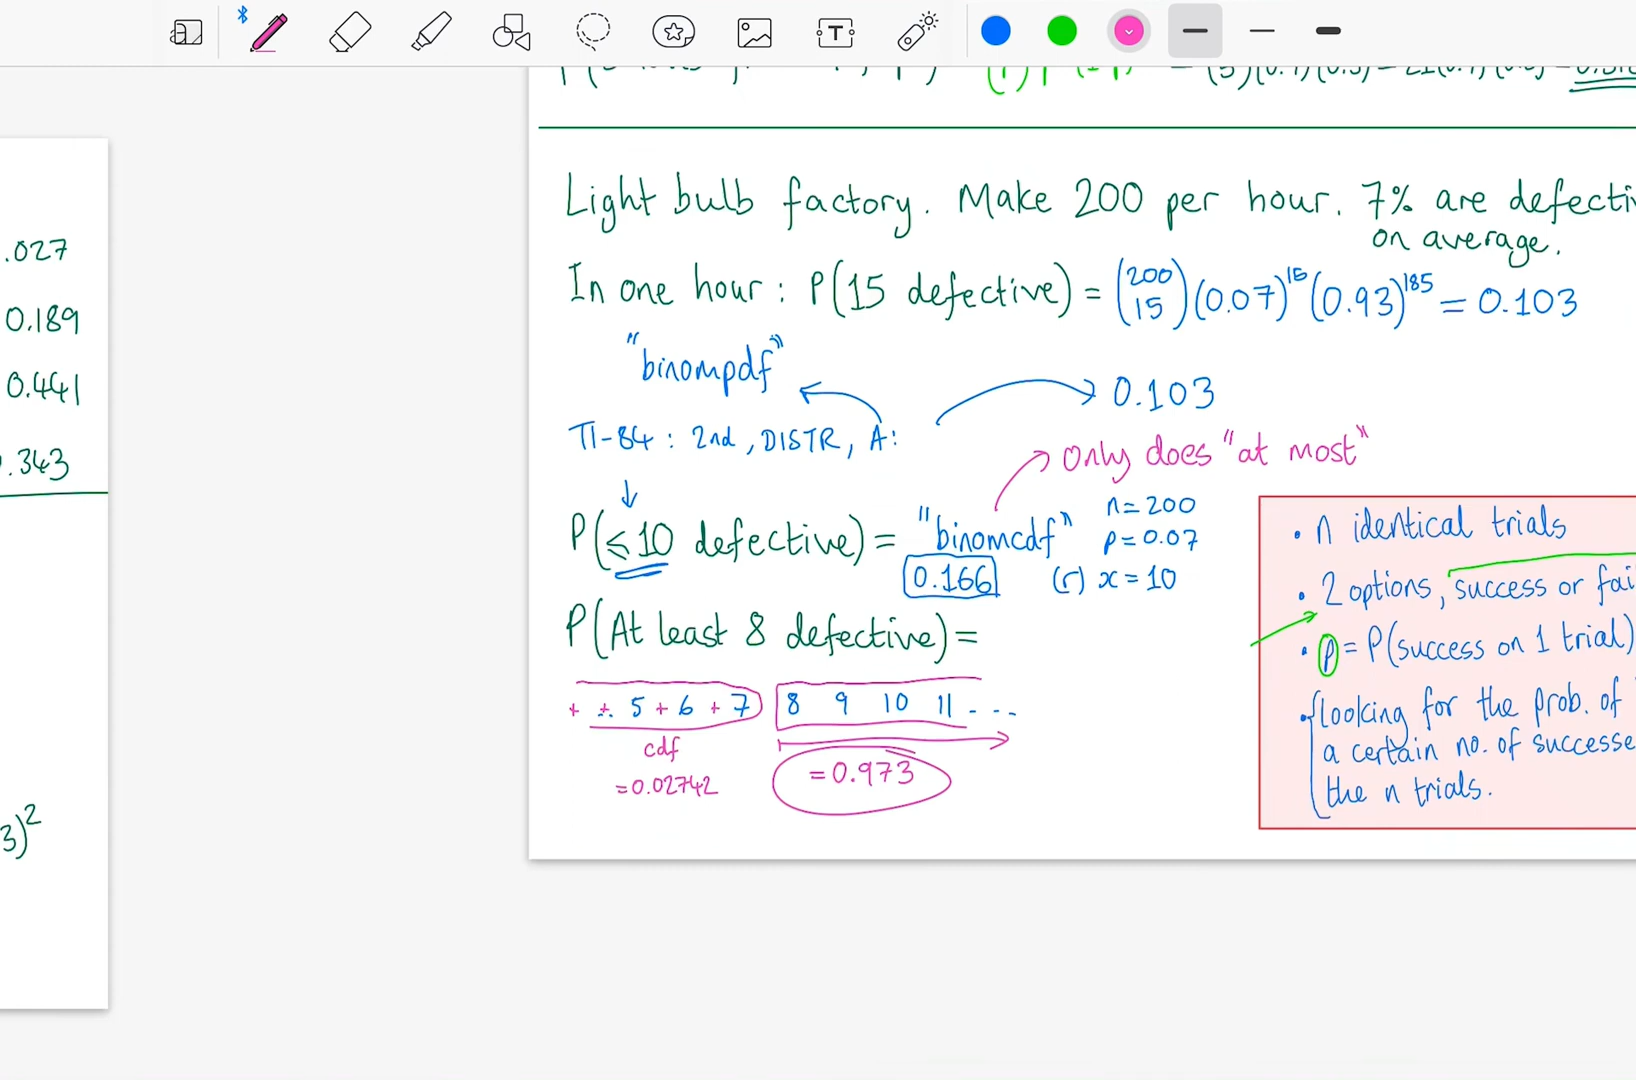 .027
0.189
0.441
.343
3)²
Light bulb factory. Make 200 per hour. 7% are defecti
on average.
In one hour : P(15 defective) = (200 15)(0.07)¹⁵(0.93)¹⁸⁵ = 0.103
"binompdf"
0.103
TI-84 : 2nd, DISTR, A:
Only does "at most"
P(≤10 defective) = "binomcdf"
n=200
p=0.07
0.166
(r) x=10
P(At least 8 defective) =
+ ... 5 + 6 + 7 8 9 10 11 ...
cdf
=0.02742
=0.973
• n identical trials
• 2 options, success or fai
• p = P(success on 1 trial)
• looking for the prob. of
a certain no. of successe
the n trials.